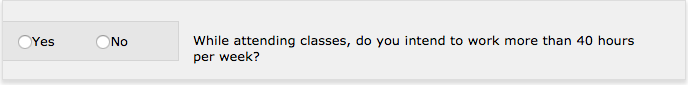 Yes No While attending classes, do you intend to work more than 40 hours
per week?